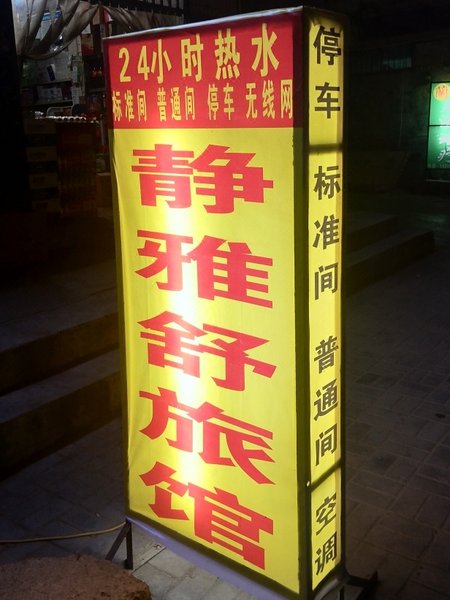 24小时热水
标准间 普通间 停车 无线网
静雅舒旅馆
停车 标准间 普通间 空调